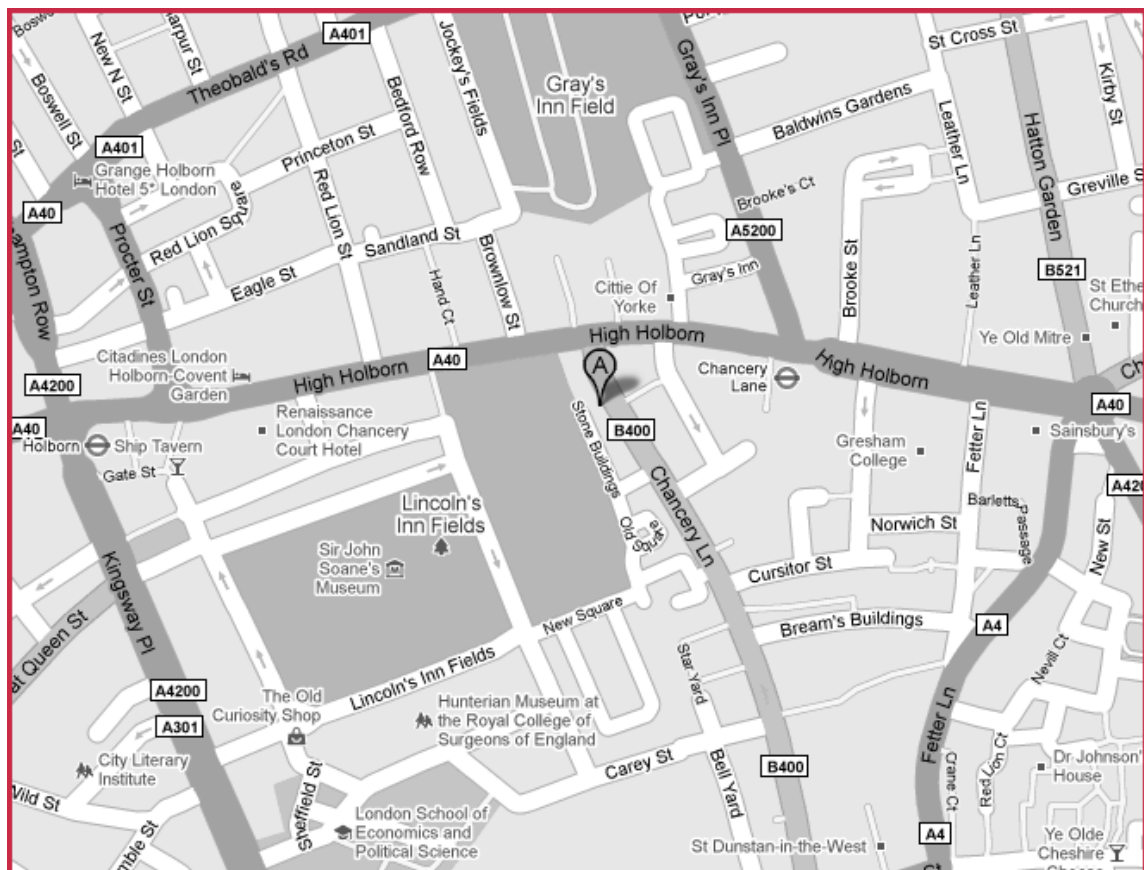 Boswell St
New N St
Harpur St
A401
Theobald's Rd
Jockey's Fields
Bedford Row
Gray's
Inn Field
Gray's Inn Pl
St Cross St
Kirby St
Hatton Garden
Baldwins Gardens
Leather Ln
Boswell St
A401
Princeton St
Grange Holborn
Hotel 5* London
Red Lion St
Greville S
Brooke's Ct
A40
Procter St
Red Lion Square
Sandland St
Brownlow St
A5200
Brooke St
Leather Ln
B521
Eagle St
Hand Ct
Gray's Inn
Cittie Of
Yorke
St Ethe
Church
Ye Old Mitre
High Holborn
A
A40
High Holborn
High Holborn
Citadines London
Holborn-Covent
Garden
Chancery
Lane
A4200
A40
A40
Holborn
Ship Tavern
Renaissance
London Chancery
Court Hotel
Stone Buildings
B400
Fetter Ln
Sainsbury's
Gresham
College
Gate St
Chancery Ln
A420
Lincoln's
Inn Fields
Barletts
Passage
New St
Old
Norwich St
Sir John
Soane's
Museum
Cursitor St
Kingsway Pl
New Square
Bream's Buildings
A4
at Queen St
Lincoln's Inn Fields
Star Yard
Nevill Ct
A4200
The Old
Curiosity Shop
Hunterian Museum at
the Royal College of
Surgeons of England
A301
Fetter Ln
City Literary
Institute
Carey St
Bell Yard
B400
Crane Ct
Red Lion Ct
Dr Johnson'
House
Wild St
Sheffield St
London School of
Economics and
Political Science
A4
St Dunstan-in-the-West
Ye Olde
Cheshire